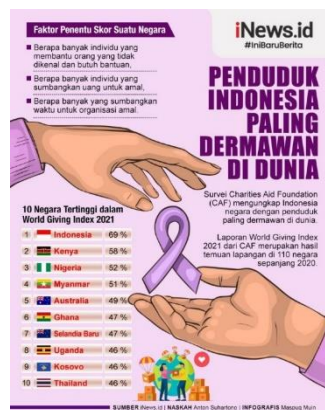 Faktor Penentu Skor Suatu Negara
Berapa banyak individu yang
membantu orang yang tidak
dikenal dan butuh bantuan,
Berapa banyak individu yang
sumbangkan uang untuk amal,
Berapa banyak yang sumbangkan
waktu untuk organisasi amal.
iNews.id
#IniBaruBerita
PENDUDUK
INDONESIA
PALING
DERMAWAN
DI DUNIA
Survei Charities Aid Foundation
(CAF) mengungkap Indonesia
negara dengan penduduk
paling dermawan di dunia.
Laporan World Giving Index
2021 dari CAF merupakan hasil
temuan lapangan di 110 negara
sepanjang 2020.
10 Negara Tertinggi dalam
World Giving Index 2021
1 Indonesia 69 %
2 Kenya 58 %
3 Nigeria 52 %
4 Myanmar 51 %
5 Australia 49 %
6 Ghana 47 %
7 Selandia Baru 47 %
8 Uganda 46 %
9 Kosovo 46 %
10 Thailand 46 %
SUMBER iNews.id | NASKAH Anton Suhartono | INFOGRAFIS Masyus Muin